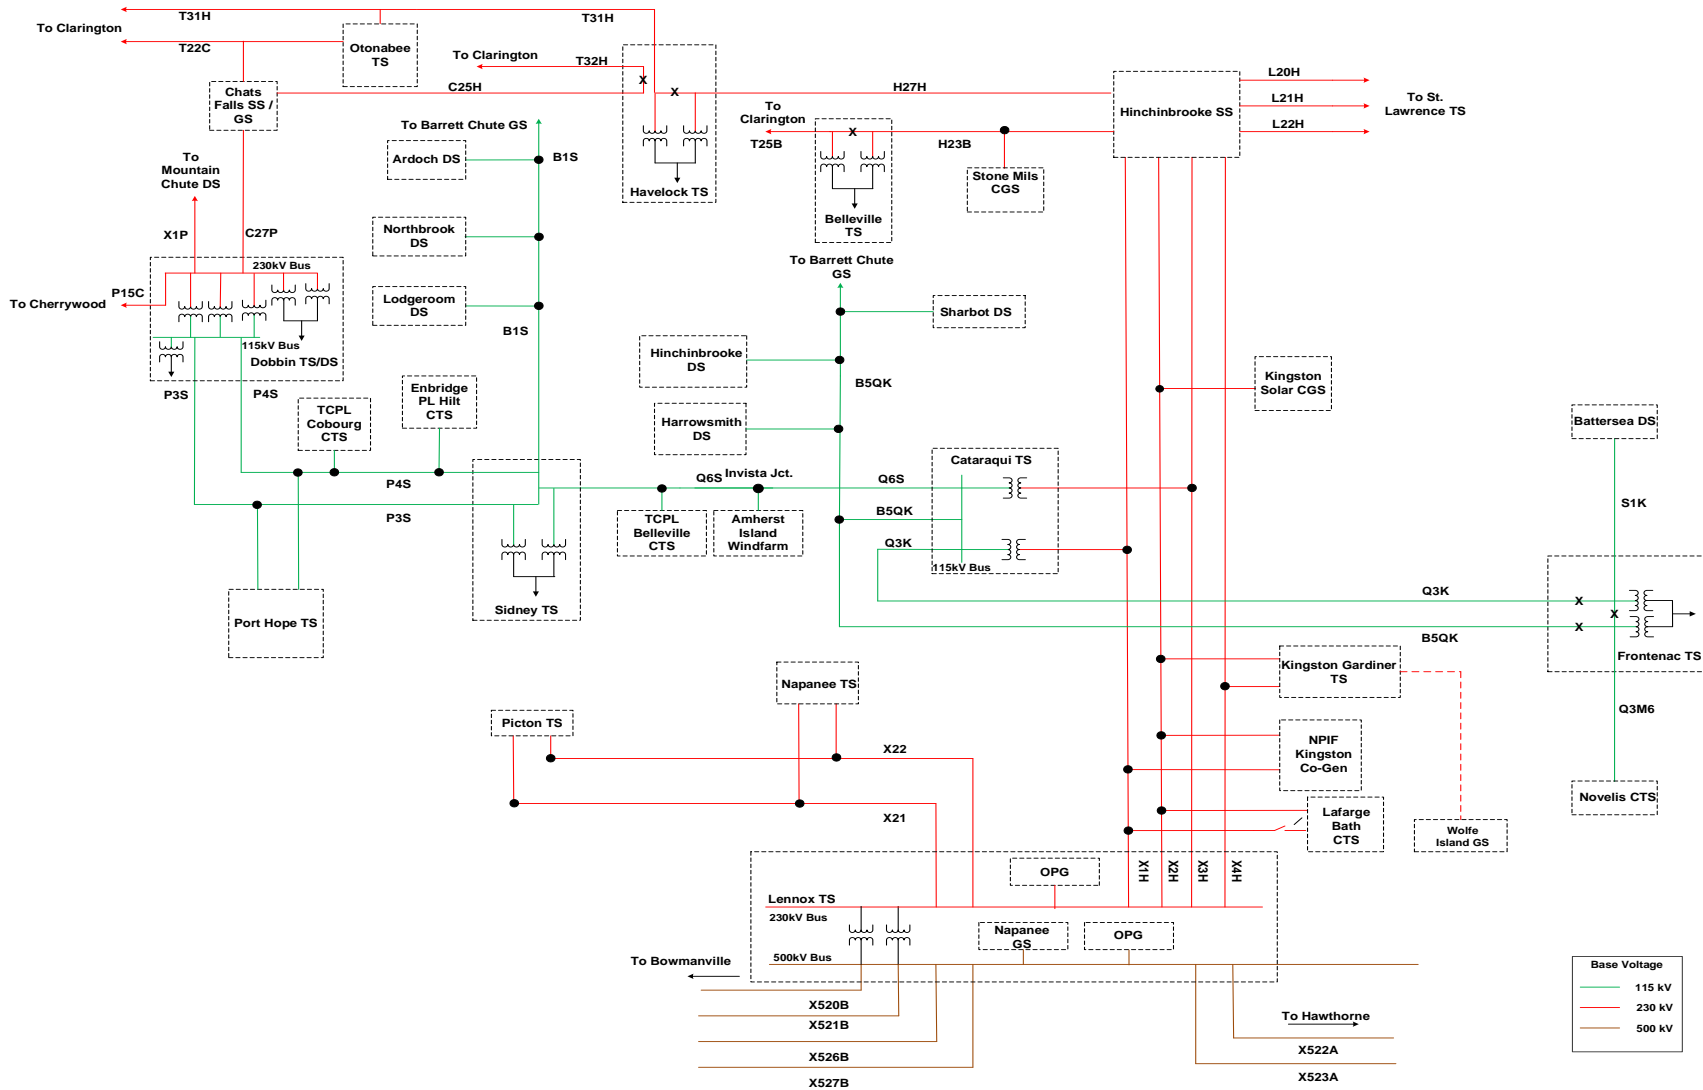 T31H
T31H
To Clarington
T22C
Otonabee
TS
To Clarington
T32H
C25H
Chats
Falls SS /
GS
X
X
H27H
Havelock TS
Hinchinbrooke SS
L20H
L21H
L22H
To St.
Lawrence TS
To
Clarington
T25B
X
H23B
Belleville
TS
Stone Mils
CGS
To Barrett Chute GS
B1S
Ardoch DS
Northbrook
DS
Lodgeroom
DS
B1S
To
Mountain
Chute DS
X1P
C27P
230kV Bus
P15C
To Cherrywood
115kV Bus
Dobbin TS/DS
P3S
P4S
TCPL
Cobourg
CTS
Enbridge
PL Hilt
CTS
P4S
P3S
Port Hope TS
Sidney TS
To Barrett Chute
GS
Sharbot DS
Hinchinbrooke
DS
B5QK
Harrowsmith
DS
Kingston
Solar CGS
Battersea DS
Q6S
Invista Jct.
Q6S
Cataraqui TS
TCPL
Belleville
CTS
Amherst
Island
Windfarm
B5QK
Q3K
115kV Bus
S1K
Q3K
X
X
X
B5QK
Frontenac TS
Kingston Gardiner
TS
Q3M6
Napanee TS
Picton TS
X22
X21
NPIF
Kingston
Co-Gen
Lafarge
Bath
CTS
Wolfe
Island GS
Novelis CTS
X1H
X2H
X3H
X4H
OPG
Lennox TS
230kV Bus
Napanee
GS
OPG
500kV Bus
To Bowmanville
X520B
X521B
X526B
X527B
To Hawthorne
X522A
X523A
Base Voltage
115 kV
230 kV
500 kV